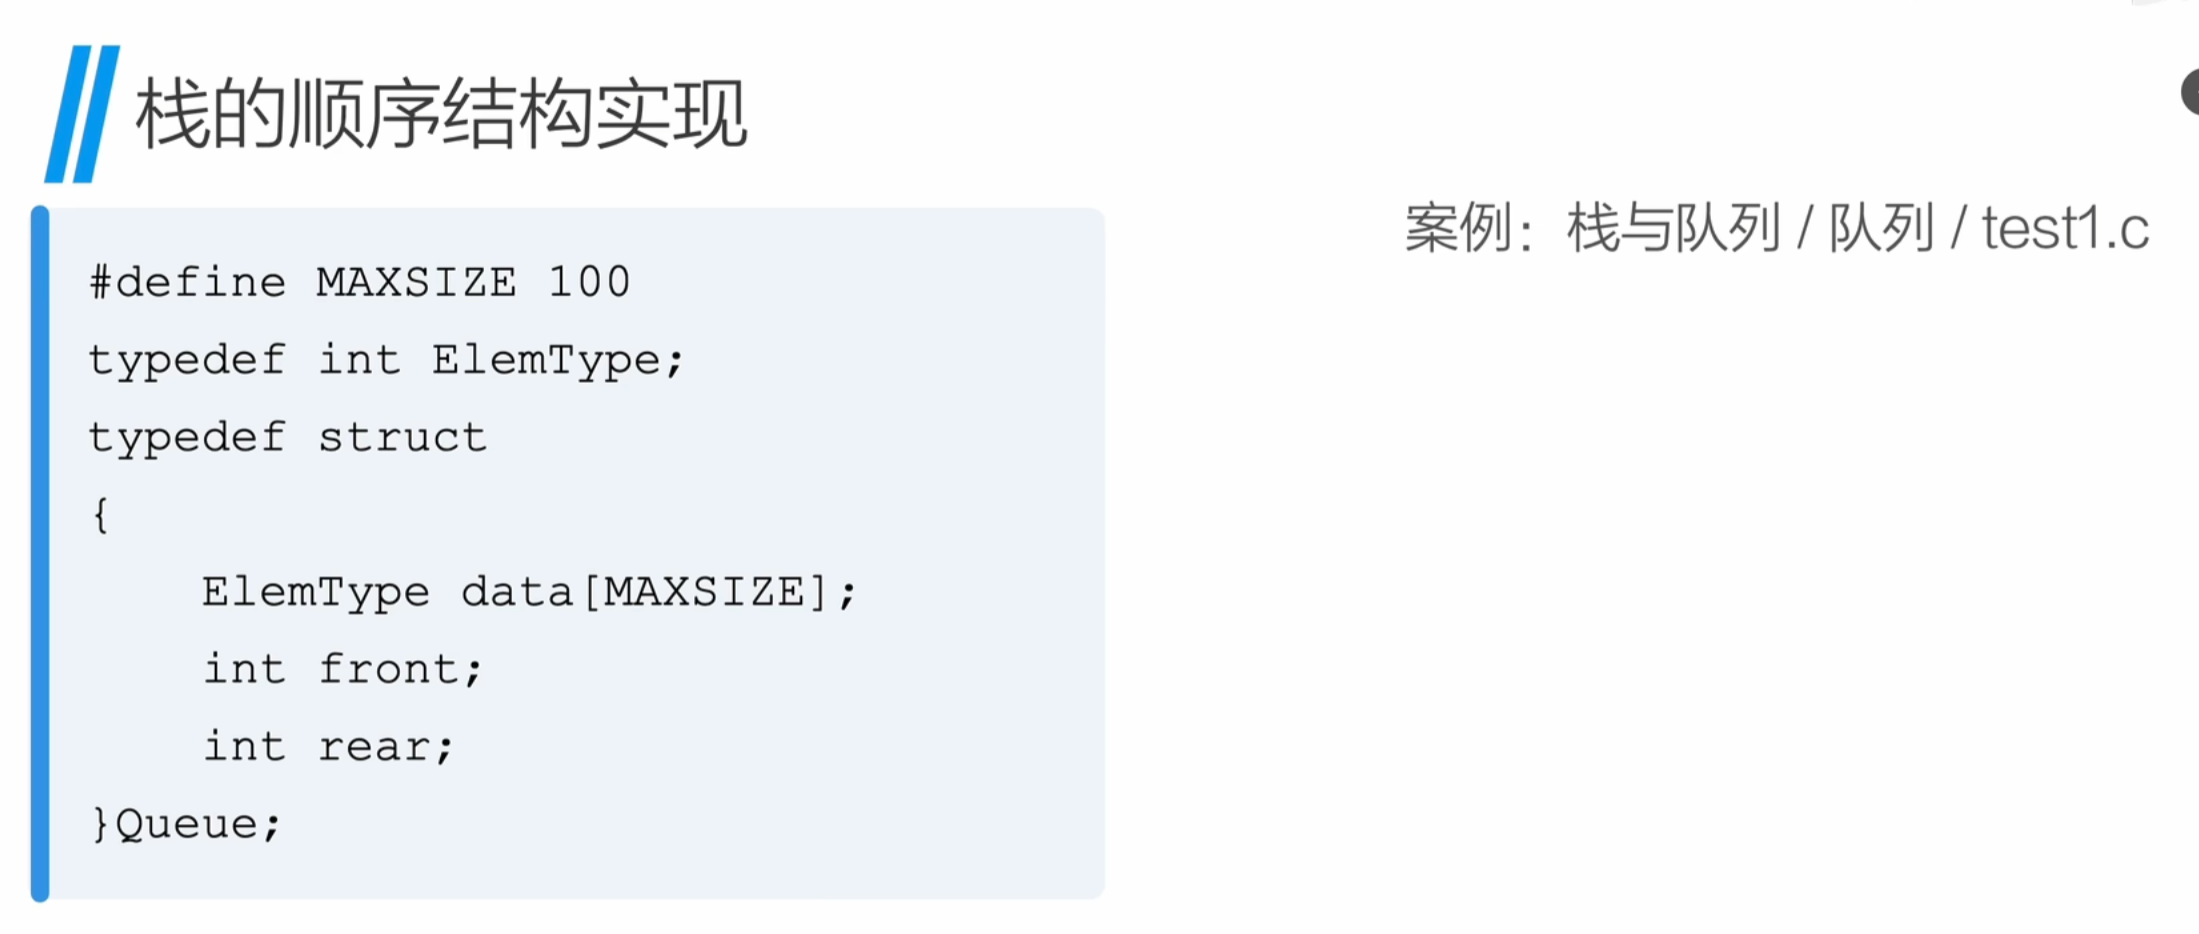 栈的顺序结构实现
案例：栈与队列 / 队列 / test1.c
#define MAXSIZE 100
typedef int ElemType;
typedef struct
{
    ElemType data[MAXSIZE];
    int front;
    int rear;
}Queue;